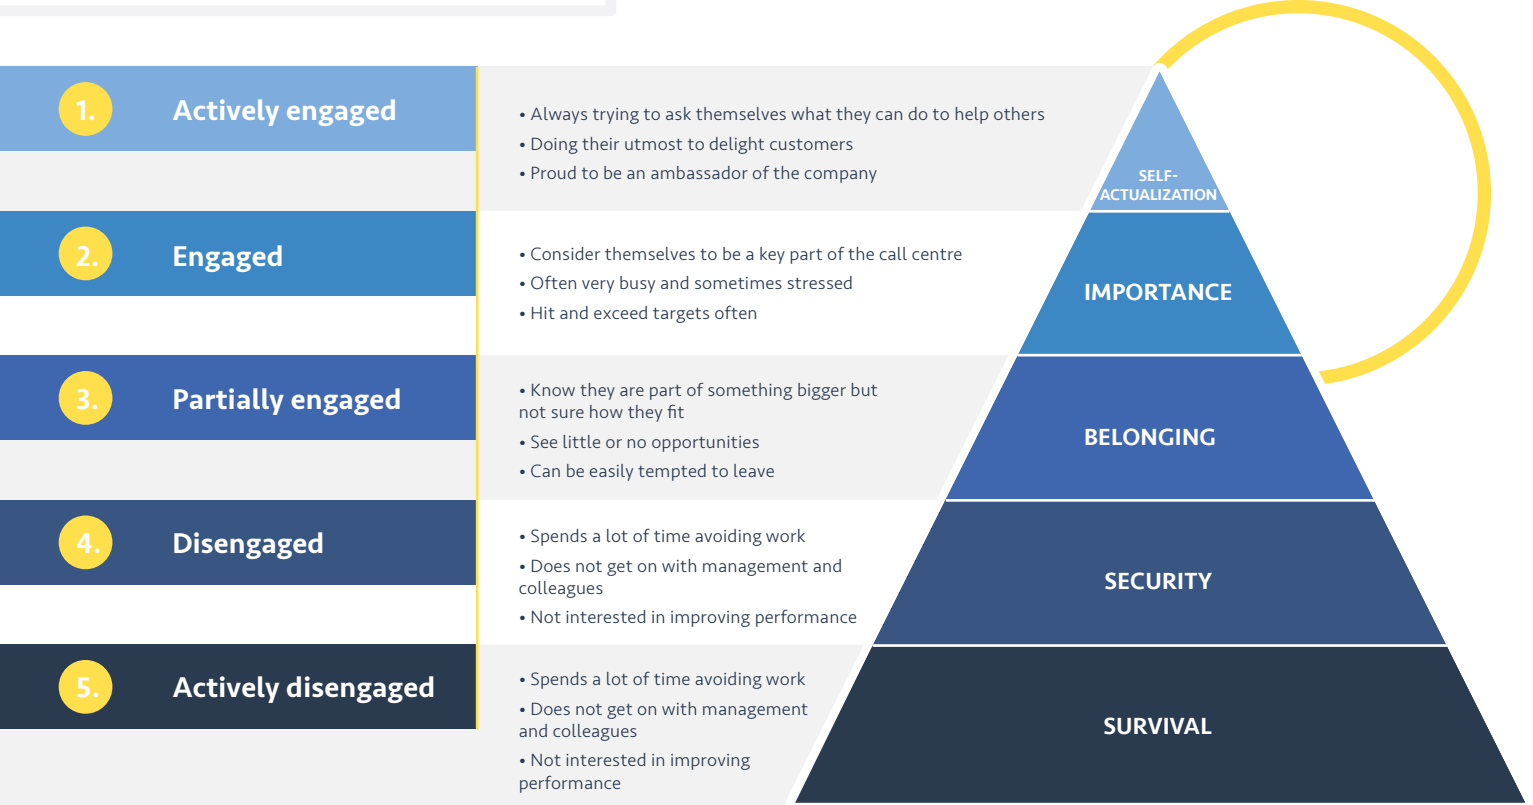 1. Actively engaged
• Always trying to ask themselves what they can do to help others
• Doing their utmost to delight customers
• Proud to be an ambassador of the company
SELF-
ACTUALIZATION
2. Engaged
• Consider themselves to be a key part of the call centre
• Often very busy and sometimes stressed
• Hit and exceed targets often
IMPORTANCE
3. Partially engaged
• Know they are part of something bigger but
not sure how they fit
• See little or no opportunities
• Can be easily tempted to leave
BELONGING
4. Disengaged
• Spends a lot of time avoiding work
• Does not get on with management and
colleagues
• Not interested in improving performance
SECURITY
5. Actively disengaged
• Spends a lot of time avoiding work
• Does not get on with management
and colleagues
• Not interested in improving
performance
SURVIVAL